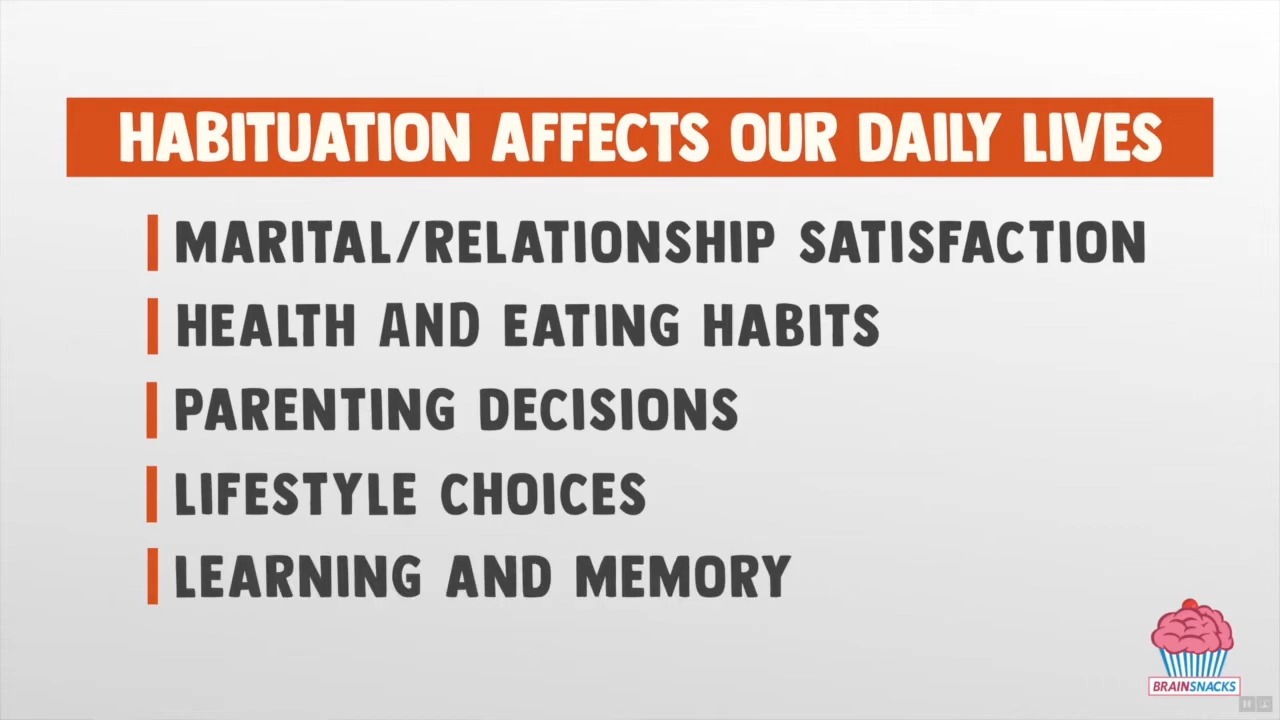 HABITUATION AFFECTS OUR DAILY LIVES
MARITAL/RELATIONSHIP SATISFACTION
HEALTH AND EATING HABITS
PARENTING DECISIONS
LIFESTYLE CHOICES
LEARNING AND MEMORY
BRAINSNACKS